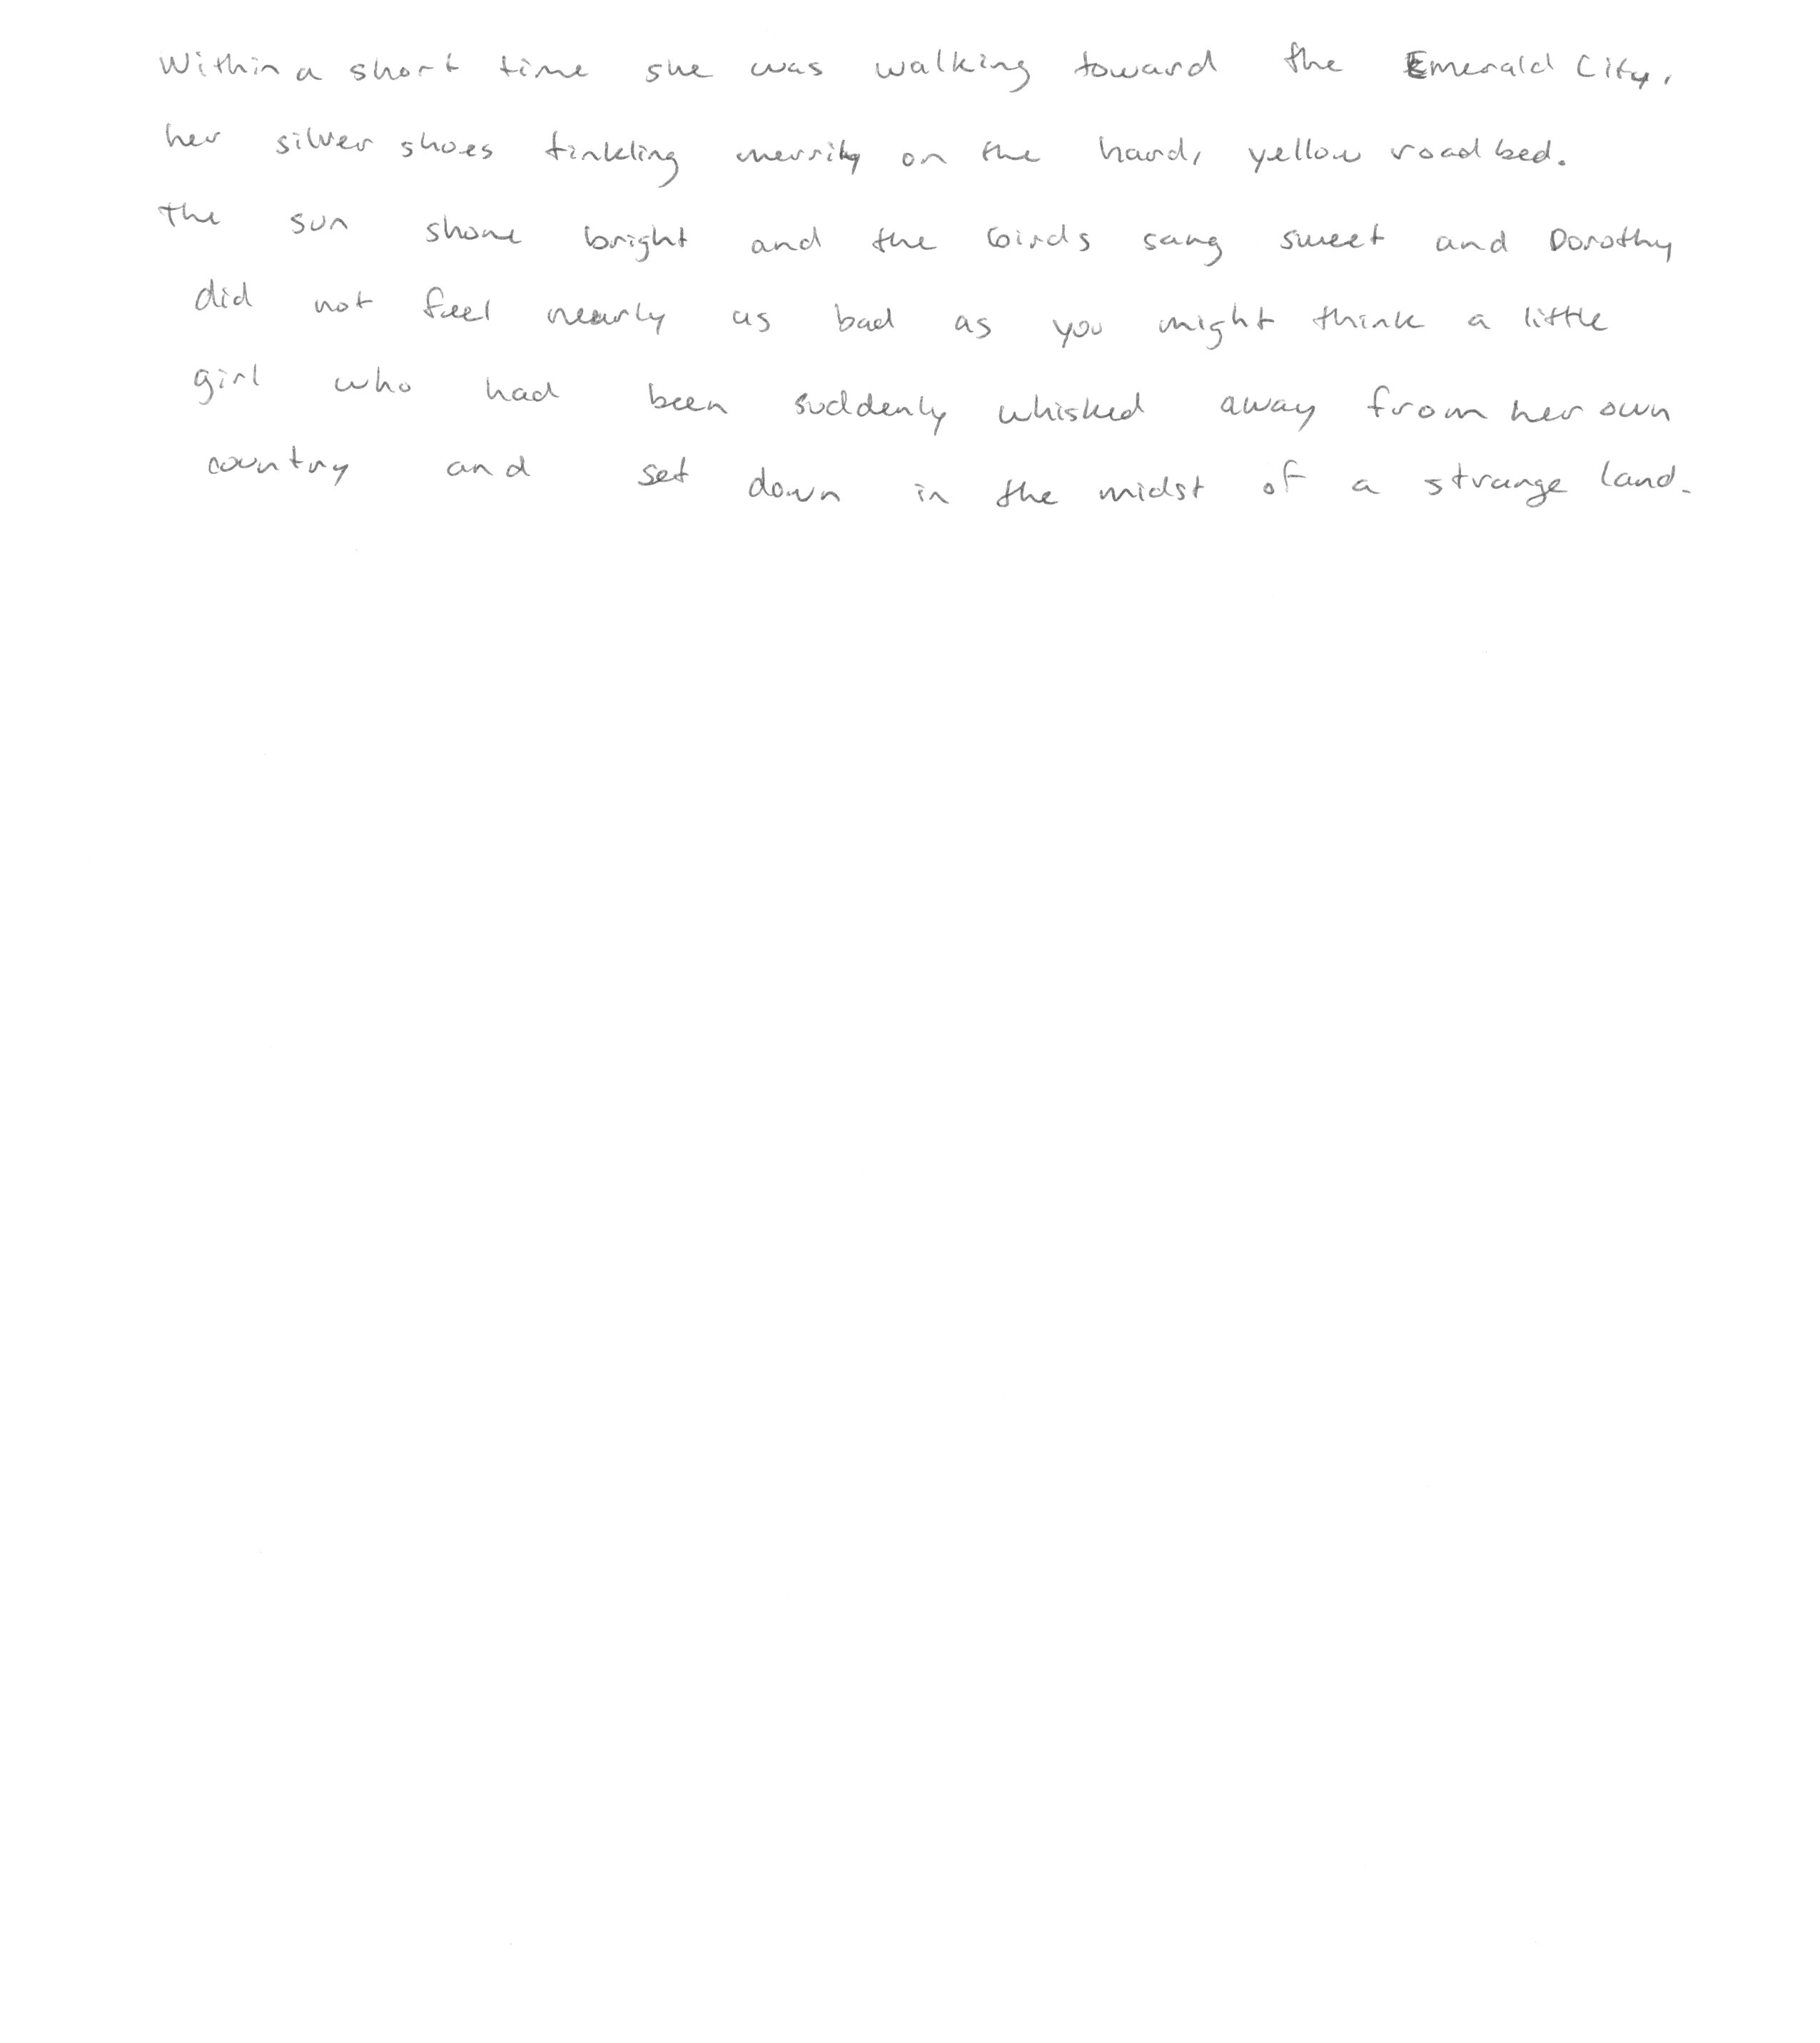 Within a short time she was walking toward the Emerald City,
her silver shoes tinkling merrily on the hard, yellow roadbed.
The sun shone bright and the birds sang sweet and Dorothy
did not feel nearly as bad as you might think a little
girl who had been suddenly whisked away from her own
country and set down in the midst of a strange land.